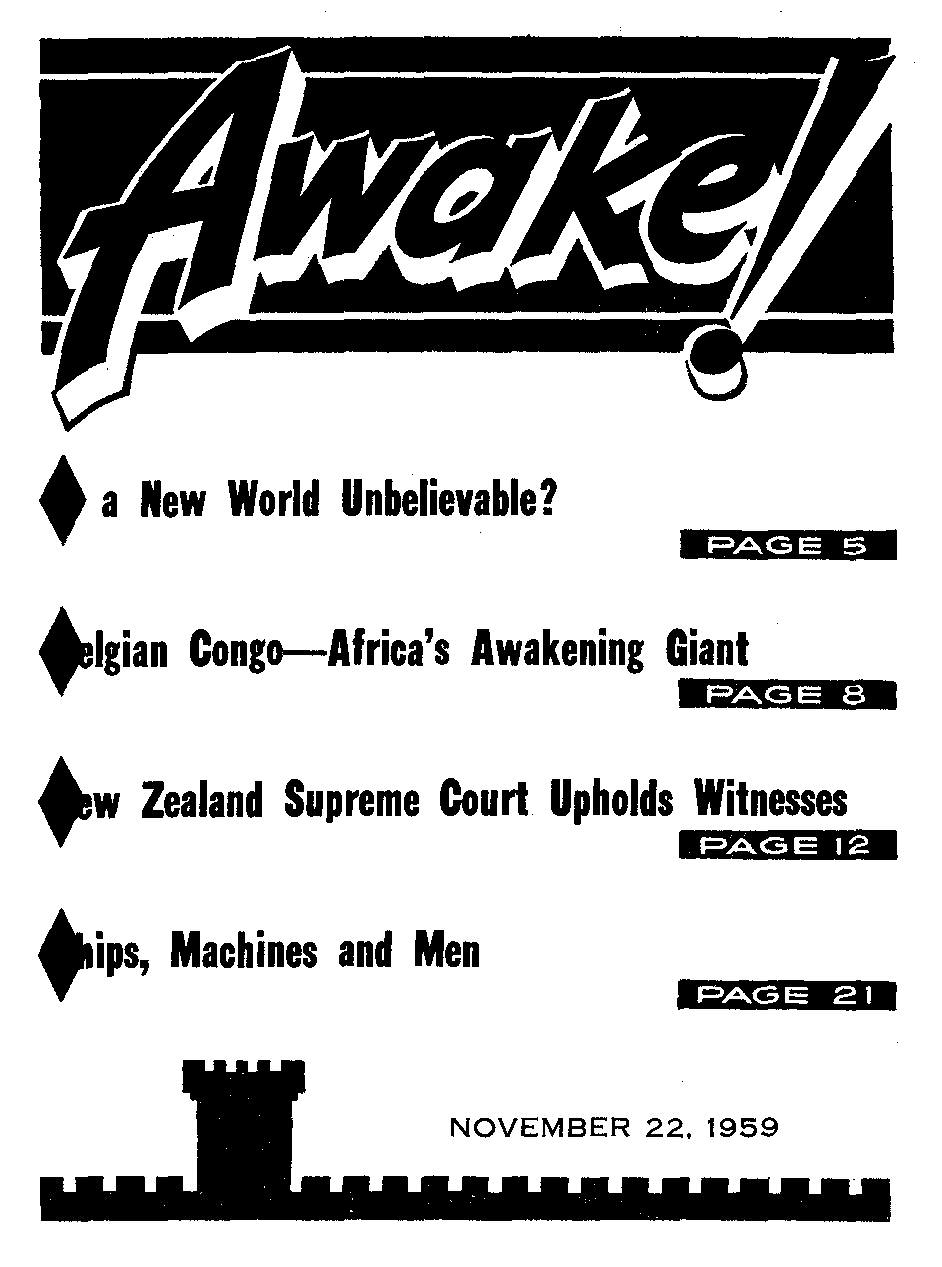 Awake!
a New World Unbelievable?
PAGE 5
elgian Congo—Africa's Awakening Giant
PAGE 8
ew Zealand Supreme Court Upholds Witnesses
PAGE 12
hips, Machines and Men
PAGE 21
NOVEMBER 22, 1959